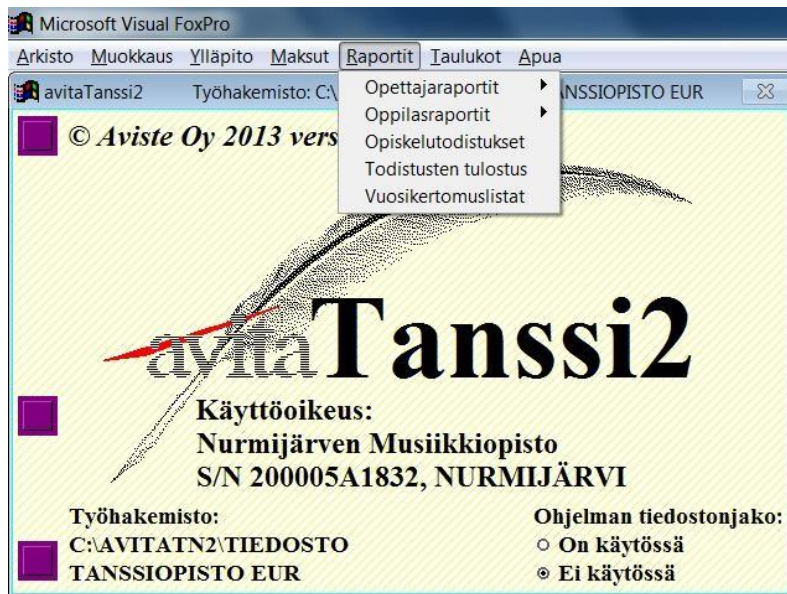 Microsoft Visual FoxPro
Arkisto Muokkaus Ylläpito Maksut Raportit Taulukot Apua
avitaTanssi2 Työhakemisto: C:\ NSSIOPISTO EUR
Opettajaraportit
Oppilasraportit
Opiskelutodistukset
Todistusten tulostus
Vuosikertomuslistat
© Aviste Oy 2013 vers
avitaTanssi2
Käyttöoikeus:
Nurmijärven Musiikkiopisto
S/N 200005A1832, NURMIJÄRVI
Työhakemisto:
C:\AVITATN2\TIEDOSTO
TANSSIOPISTO EUR
Ohjelman tiedostonjako:
On käytössä
Ei käytössä